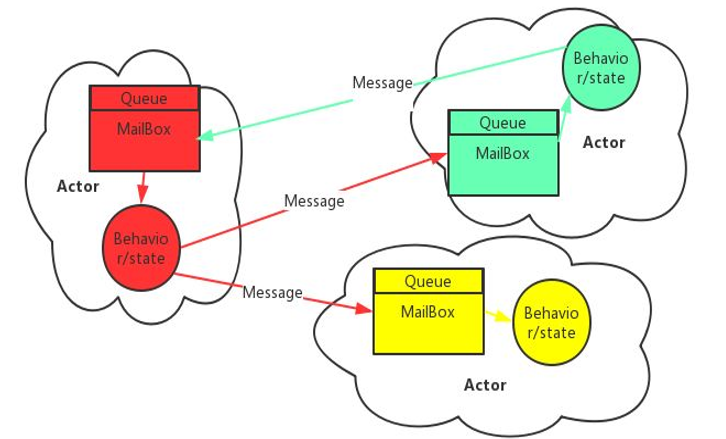 Queue
MailBox
Actor
Behavio
r/state
Message
Message
Message
Behavio
r/state
Queue
MailBox
Actor
Queue
MailBox
Behavio
r/state
Actor